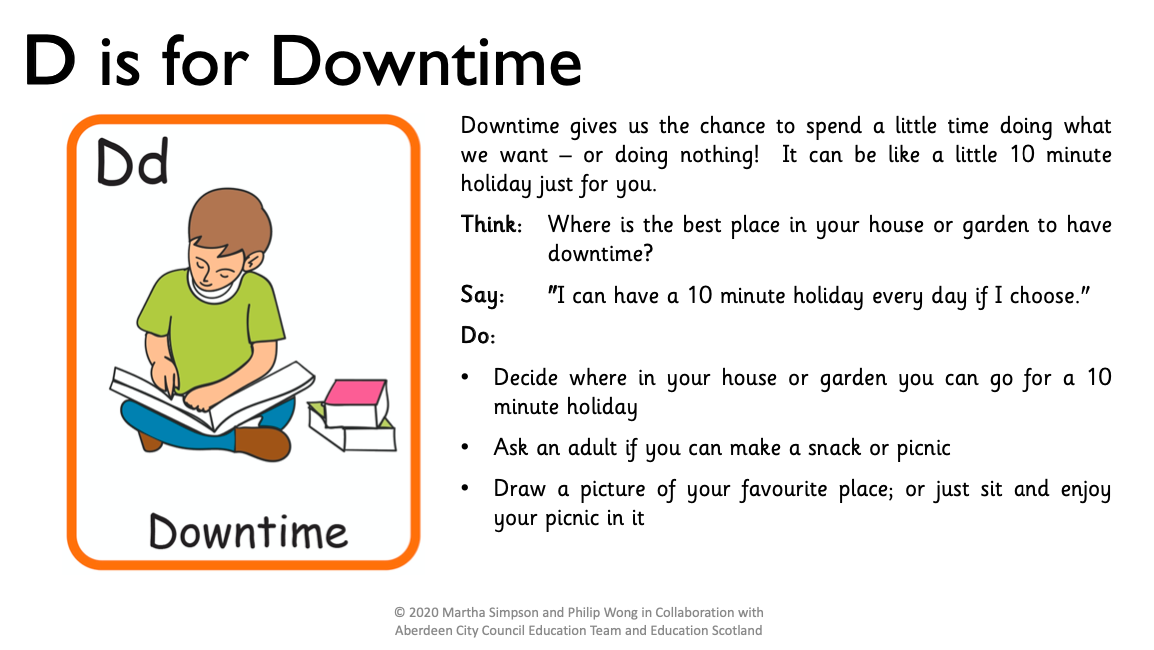 D is for Downtime
Dd
Downtime
Downtime gives us the chance to spend a little time doing what
we want – or doing nothing!  It can be like a little 10 minute
holiday just for you.
Think: Where is the best place in your house or garden to have
downtime?
Say: "I can have a 10 minute holiday every day if I choose."
Do:
• Decide where in your house or garden you can go for a 10
minute holiday
• Ask an adult if you can make a snack or picnic
• Draw a picture of your favourite place; or just sit and enjoy
your picnic in it
© 2020 Martha Simpson and Philip Wong in Collaboration with
Aberdeen City Council Education Team and Education Scotland